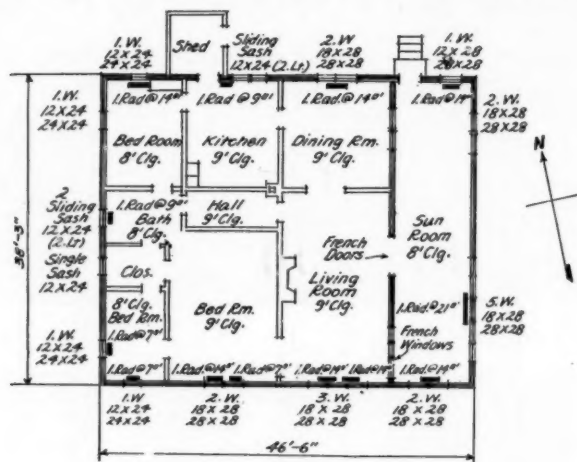 1. W.
12 x 24
24 x 24
Shed
Sliding
Sash
12 x 24 (2. Lt)
2. W.
18 x 28
28 x 28
1. W.
12 x 28
28 x 28
N
1. W.
12 x 24
24 x 24
1. Rad @ 14"
1. Rad @ 9"
1. Rad. @ 14"
1. Rad @ 14"
2. W.
18 x 28
28 x 28
Bed Room
8' Clg.
Kitchen
9' Clg.
Dining Rm.
9' Clg.
2
Sliding
Sash
12 x 24
(2. Lt)
Single
Sash
12 x 24
1. Rad @ 9"
Bath
8' Clg.
Hall
9' Clg.
Sun
Room
8' Clg.
French
Doors
Living
Room
9' Clg.
Clos.
8' Clg.
Bed Rm.
1. Rad @ 7"
Bed Rm.
9' Clg.
1. Rad. @ 21"
5. W.
18 x 28
28 x 28
French
Windows
1. W.
12 x 24
24 x 24
1. Rad @ 7"
1. Rad. @ 14"
1. Rad @ 7"
1. Rad @ 14"
1. Rad @ 14"
1. Rad. @ 14"
1. W
12 x 24
24 x 24
2. W.
18 x 28
28 x 28
3. W.
18 x 28
28 x 28
2. W.
18 x 28
28 x 28
46'-6"